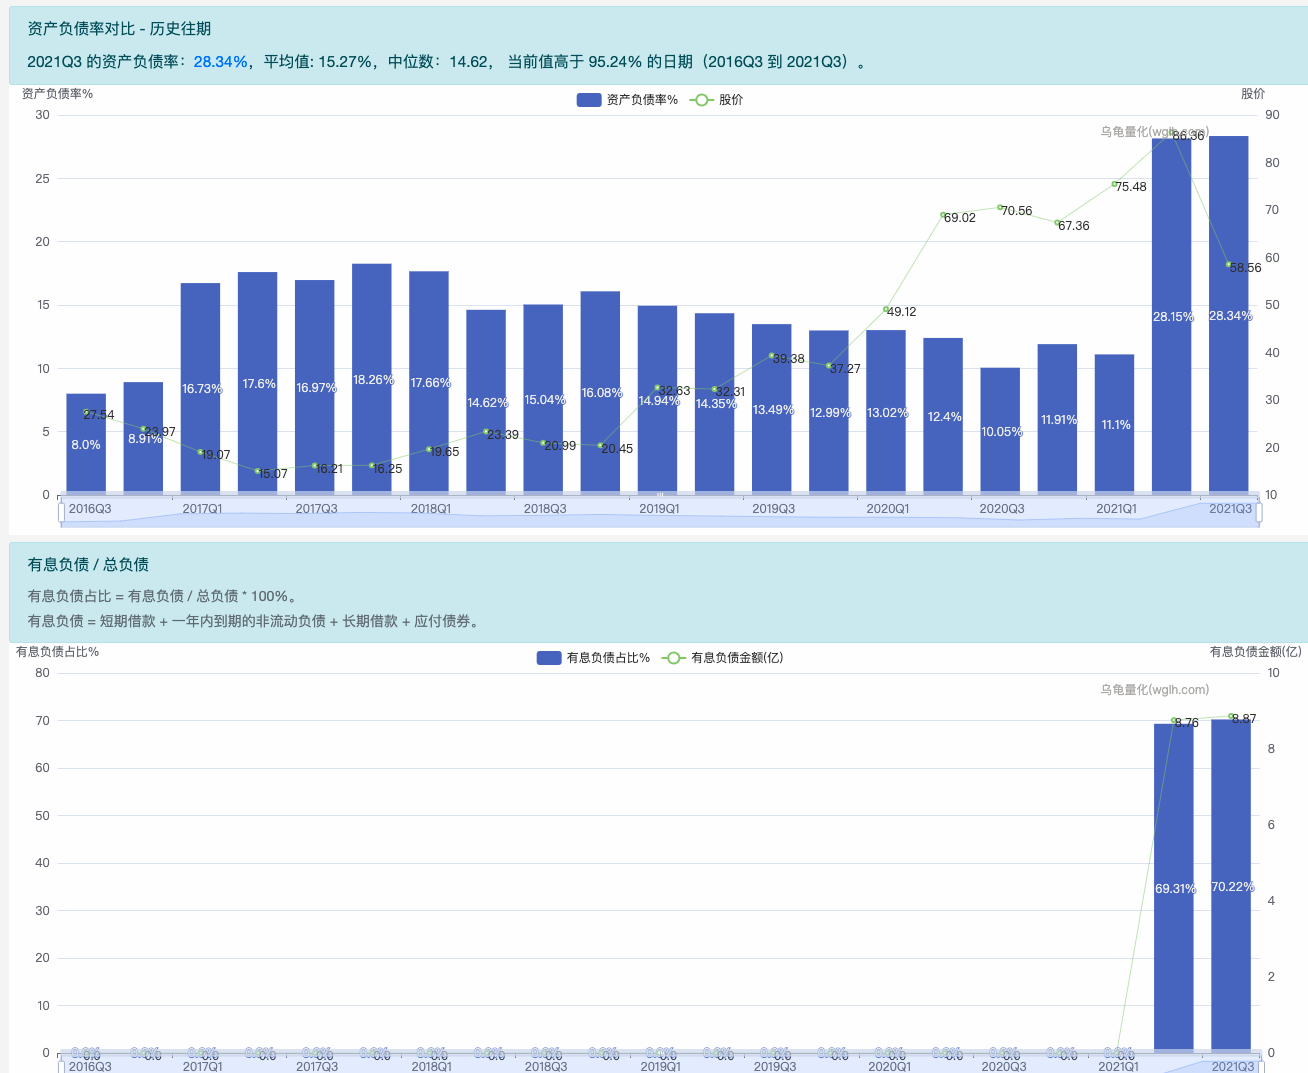 资产负债率对比 - 历史往期
2021Q3 的资产负债率：28.34%，平均值: 15.27%，中位数：14.62， 当前值高于 95.24% 的日期（2016Q3 到 2021Q3）。
资产负债率%
资产负债率% 股价
股价
乌龟量化(wglh.com)
30
25
20
15
10
5
0
90
80
70
60
50
40
30
20
10
8.0% 8.91% 16.73% 17.6% 16.97% 18.26% 17.66% 14.62% 15.04% 16.08% 14.94% 14.35% 13.49% 12.99% 13.02% 12.4% 10.05% 11.91% 11.1% 28.15% 28.34%
27.54 23.97 19.07 15.07 16.21 16.25 19.65 23.39 20.99 20.45 32.63 32.31 39.38 37.27 49.12 69.02 70.56 67.36 75.48 86.36 58.56
2016Q3 2017Q1 2017Q3 2018Q1 2018Q3 2019Q1 2019Q3 2020Q1 2020Q3 2021Q1 2021Q3
有息负债 / 总负债
有息负债占比 = 有息负债 / 总负债 * 100%。
有息负债 = 短期借款 + 一年内到期的非流动负债 + 长期借款 + 应付债券。
有息负债占比%
有息负债占比% 有息负债金额(亿)
有息负债金额(亿)
乌龟量化(wglh.com)
80
70
60
50
40
30
20
10
0
10
8
6
4
2
0
8.76 8.87
69.31% 70.22%
2016Q3 2017Q1 2017Q3 2018Q1 2018Q3 2019Q1 2019Q3 2020Q1 2020Q3 2021Q1 2021Q3